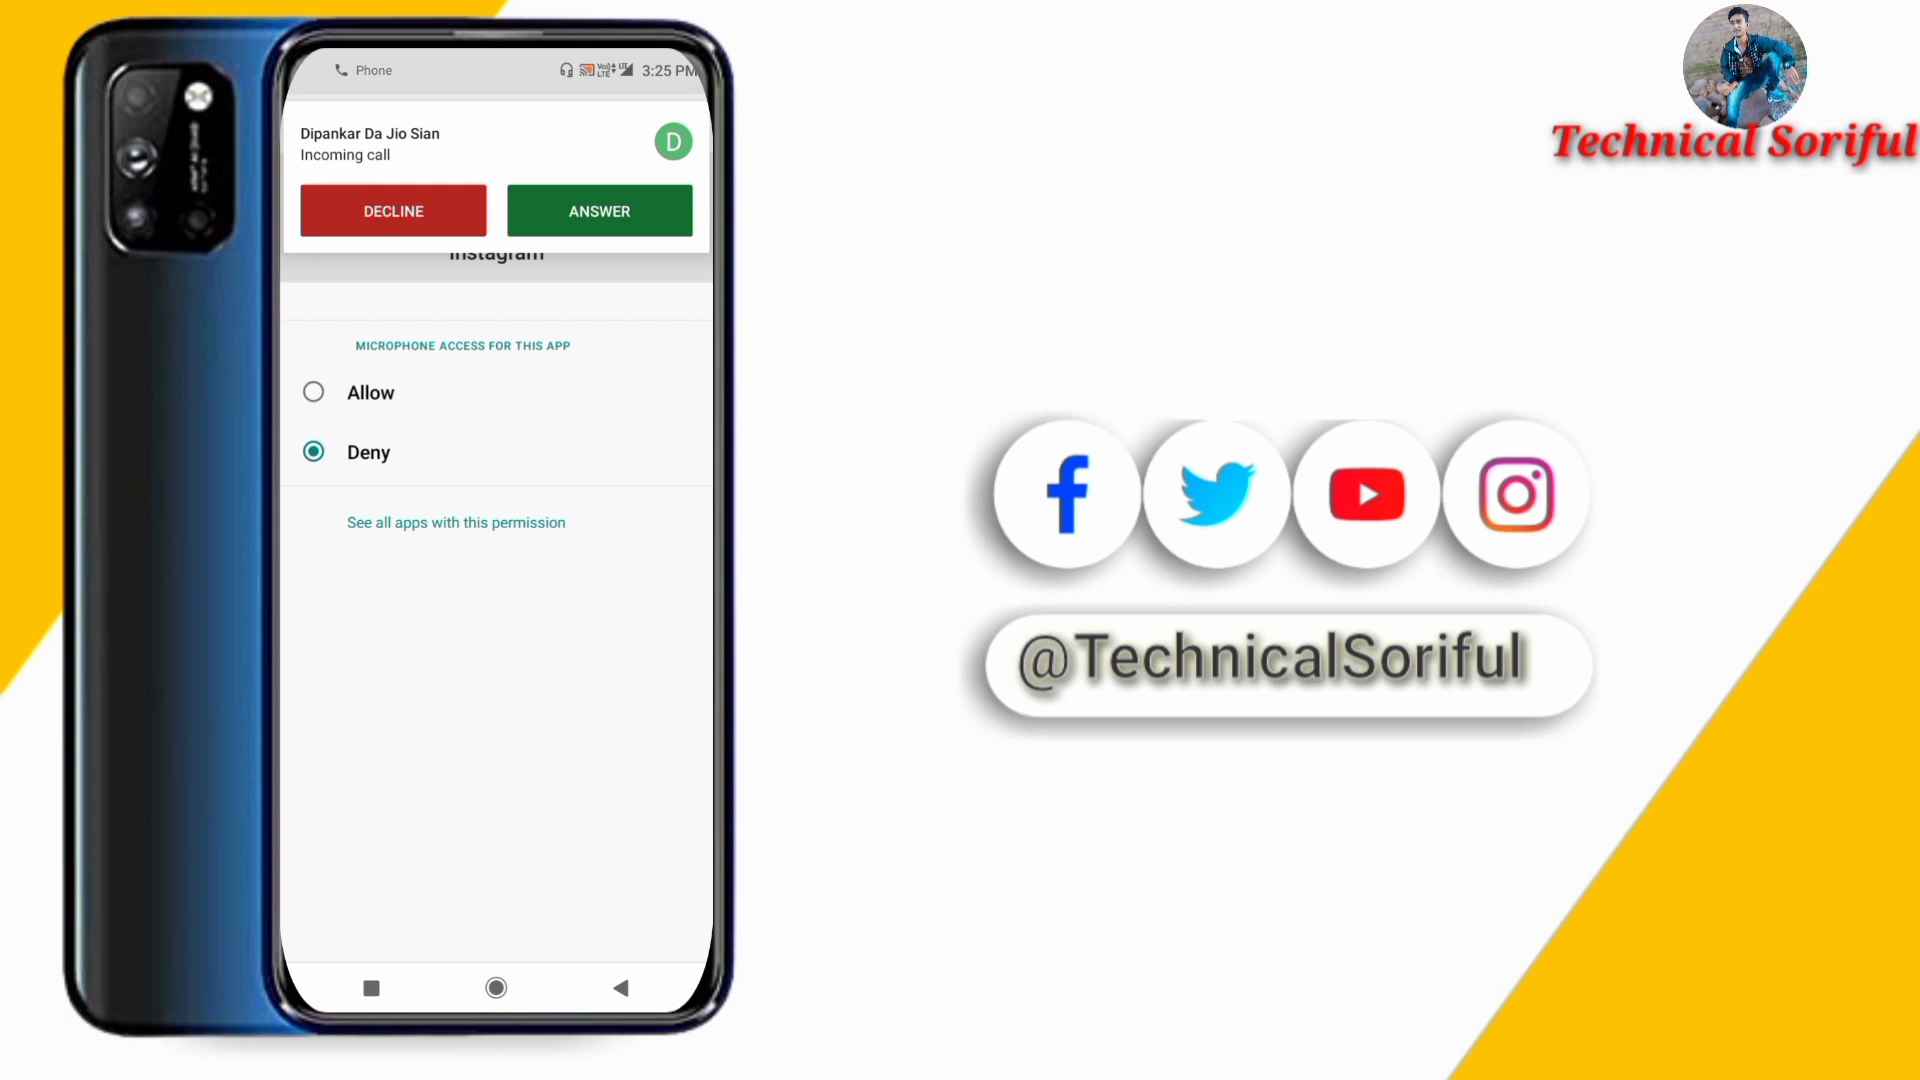 Phone
3:25 PM
Dipankar Da Jio Sian
Incoming call
D
DECLINE
ANSWER
Instagram
MICROPHONE ACCESS FOR THIS APP
Allow
Deny
See all apps with this permission
Technical Soriful
@TechnicalSoriful